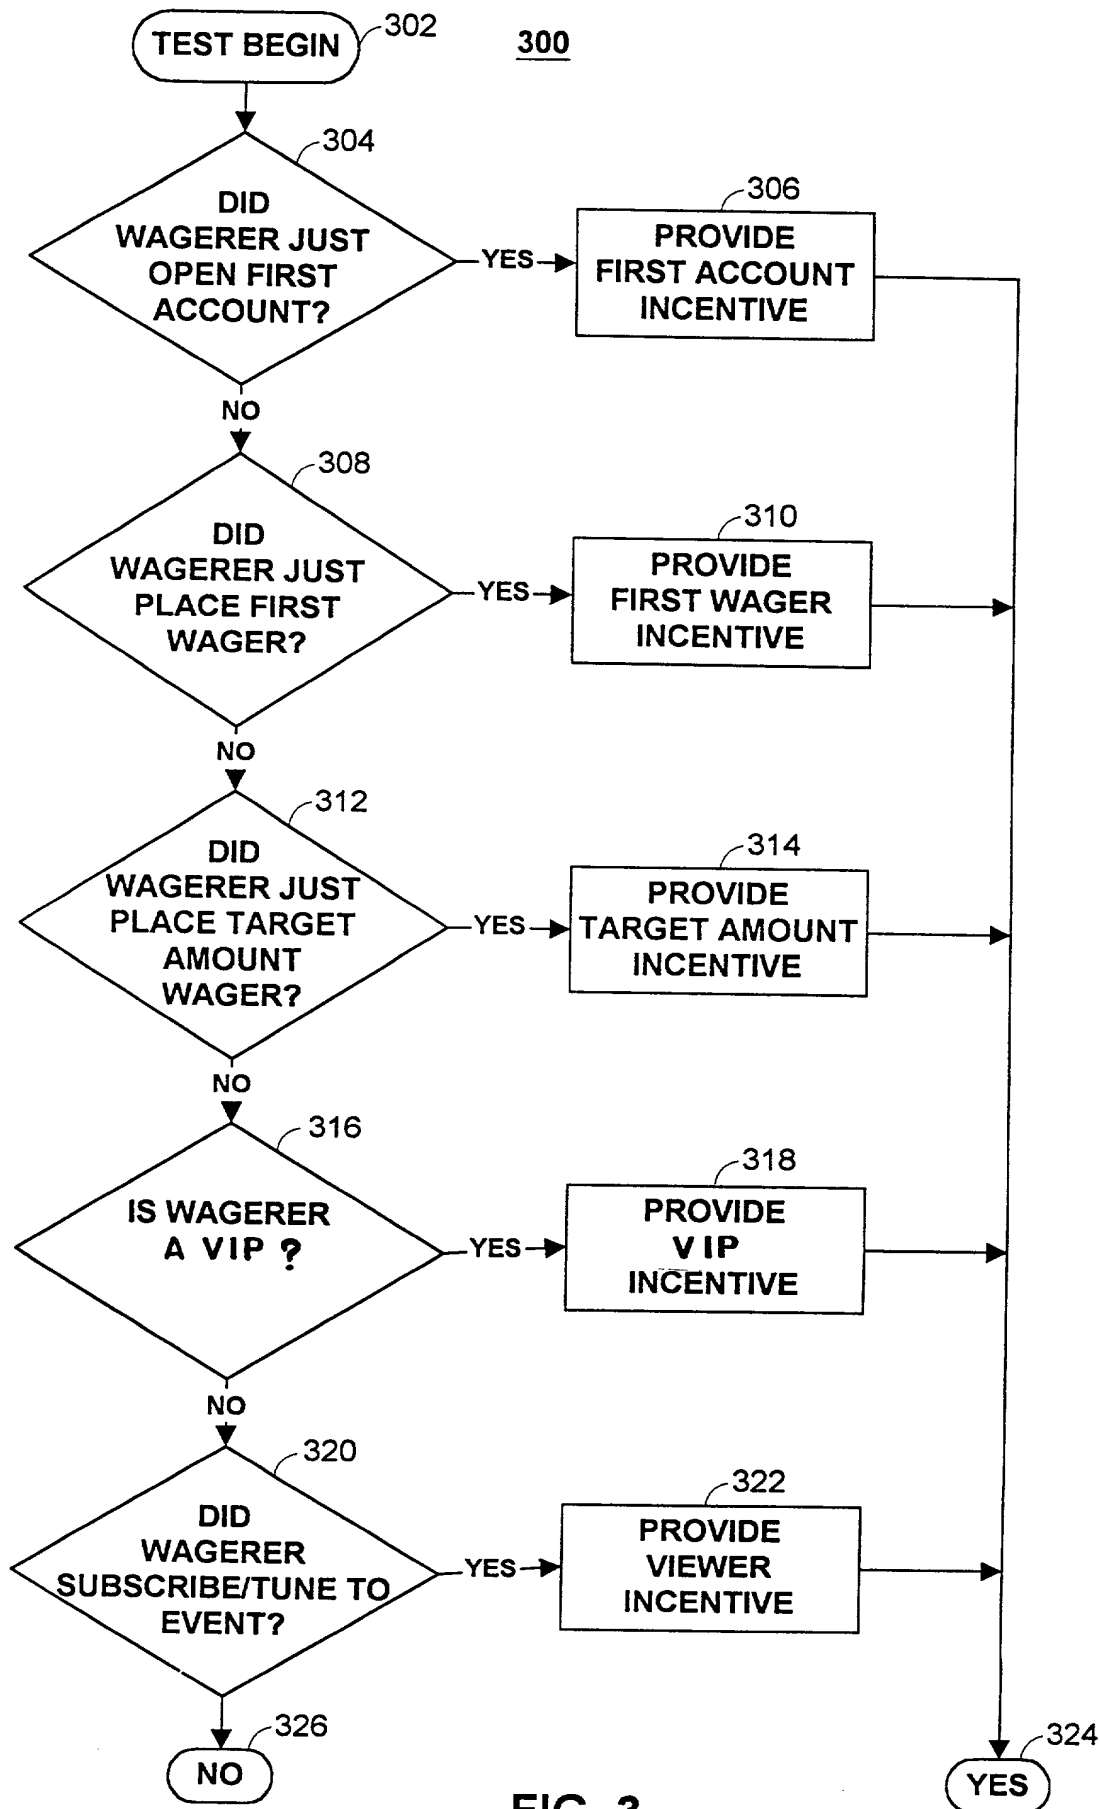 TEST BEGIN
302
300
304
DID
WAGERER JUST
OPEN FIRST
ACCOUNT?
YES
306
PROVIDE
FIRST ACCOUNT
INCENTIVE
NO
308
DID
WAGERER JUST
PLACE FIRST
WAGER?
YES
310
PROVIDE
FIRST WAGER
INCENTIVE
NO
312
DID
WAGERER JUST
PLACE TARGET
AMOUNT
WAGER?
YES
314
PROVIDE
TARGET AMOUNT
INCENTIVE
NO
316
IS WAGERER
A VIP?
YES
318
PROVIDE
VIP
INCENTIVE
NO
320
DID
WAGERER
SUBSCRIBE/TUNE TO
EVENT?
YES
322
PROVIDE
VIEWER
INCENTIVE
326
NO
324
YES
FIG. 3